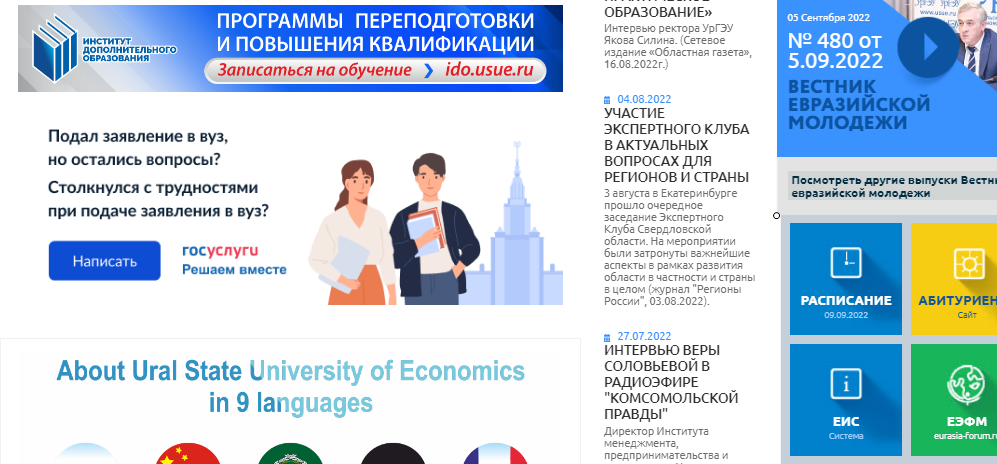 ИНСТИТУТ
ДОПОЛНИТЕЛЬНОГО
ОБРАЗОВАНИЯ
ПРОГРАММЫ ПЕРЕПОДГОТОВКИ
И ПОВЫШЕНИЯ КВАЛИФИКАЦИИ
Записаться на обучение
ido.usue.ru
Подал заявление в вуз,
но остались вопросы?
Столкнулся с трудностями
при подаче заявления в вуз?
Написать
госуслуги
Решаем вместе
About Ural State University of Economics
in 9 languages
ОБРАЗОВАНИЕ»
Интервью ректора УрГЭУ
Якова Силина. (Сетевое
издание «Областная газета»,
16.08.2022г.)
04.08.2022
УЧАСТИЕ
ЭКСПЕРТНОГО КЛУБА
В АКТУАЛЬНЫХ
ВОПРОСАХ ДЛЯ
РЕГИОНОВ И СТРАНЫ
3 августа в Екатеринбурге
прошло очередное
заседание Экспертного
Клуба Свердловской
области. На мероприятии
были затронуты важнейшие
аспекты в рамках развития
области в частности и страны
в целом (журнал "Регионы
России", 03.08.2022).
27.07.2022
ИНТЕРВЬЮ ВЕРЫ
СОЛОВЬЕВОЙ В
РАДИОЭФИРЕ
"КОМСОМОЛЬСКОЙ
ПРАВДЫ"
Директор Института
менеджмента,
предпринимательства и
05 Сентября 2022
№ 480 от
5.09.2022
ВЕСТНИК
ЕВРАЗИЙСКОЙ
МОЛОДЕЖИ
Посмотреть другие выпуски Вестн
евразийской молодежи
РАСПИСАНИЕ
09.09.2022
АБИТУРИЕН
Сайт
ЕИС
Система
ЕЭФМ
eurasia-forum.ru